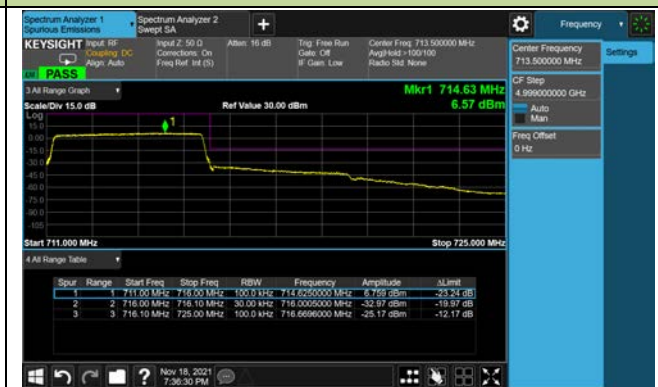 Spectrum Analyzer 1
Spurious Emissions
Spectrum Analyzer 2
Swept SA
Frequency
KEYSIGHT
Input: RF
Coupling: DC
Align: Auto
Input Z: 50 Ω
Corrections: On
Freq Ref: Int (S)
Atten: 16 dB
Trig: Free Run
Gate: Off
IF Gain: Low
Center Freq: 713.500000 MHz
Avg|Hold:>100/100
Radio Std: None
PASS
Center Frequency
713.500000 MHz
Settings
CF Step
4.999000000 GHz
Auto
Man
Freq Offset
0 Hz
3 All Range Graph
Mkr1 714.63 MHz
Scale/Div 15.0 dB
Ref Value 30.00 dBm
6.57 dBm
Log
15.0
0.00
-15.0
-30.0
-45.0
-60.0
-75.0
-90.0
-105
1
Start 711.000 MHz
Stop 725.000 MHz
4 All Range Table
Spur Range Start Freq Stop Freq RBW Frequency Amplitude ΔLimit
1 1 711.00 MHz 716.00 MHz 100.0 kHz 714.6250000 MHz 6.759 dBm -23.24 dB
2 2 716.00 MHz 716.10 MHz 30.00 kHz 716.0005000 MHz -32.97 dBm -19.97 dB
3 3 716.10 MHz 725.00 MHz 100.0 kHz 716.6696000 MHz -25.17 dBm -12.17 dB
Nov 18, 2021
7:36:30 PM